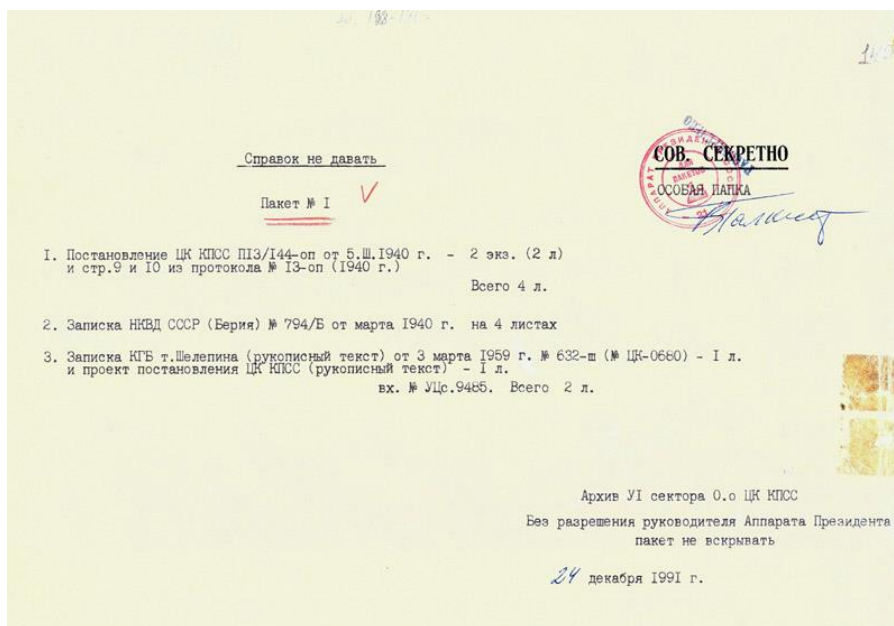 СОВ. СЕКРЕТНО
Справок не давать
ОСОБАЯ ПАПКА
Пакет № I
V
I. Постановление ЦК КПСС ПI3/I44-оп от 5.Ш.I940 г. - 2 экз. (2 л)
и стр.9 и IO из протокола № I3-оп (I940 г.)
Всего 4 л.
2. Записка НКВД СССР (Берия) № 794/Б от марта I940 г. на 4 листах
3. Записка КГБ т.Шелепина (рукописный текст) от 3 марта I959 г. № 632-ш (№ ЦК-0680) - I л.
и проект постановления ЦК КПСС (рукописный текст) - I л.
вх. № УЦс.9485. Всего 2 л.
Архив УI сектора О.о ЦК КПСС
Без разрешения руководителя Аппарата Президента
пакет не вскрывать
24 декабря I99I г.